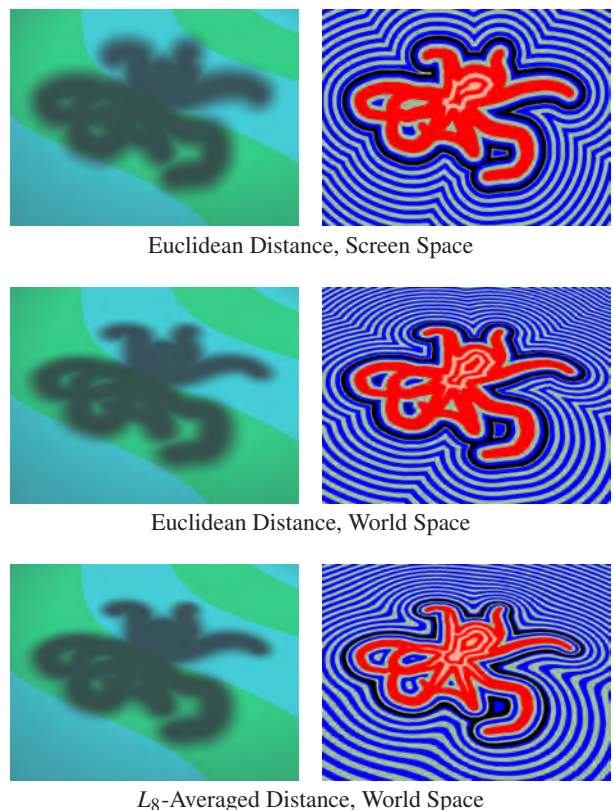 Euclidean Distance, Screen Space
Euclidean Distance, World Space
L₈-Averaged Distance, World Space